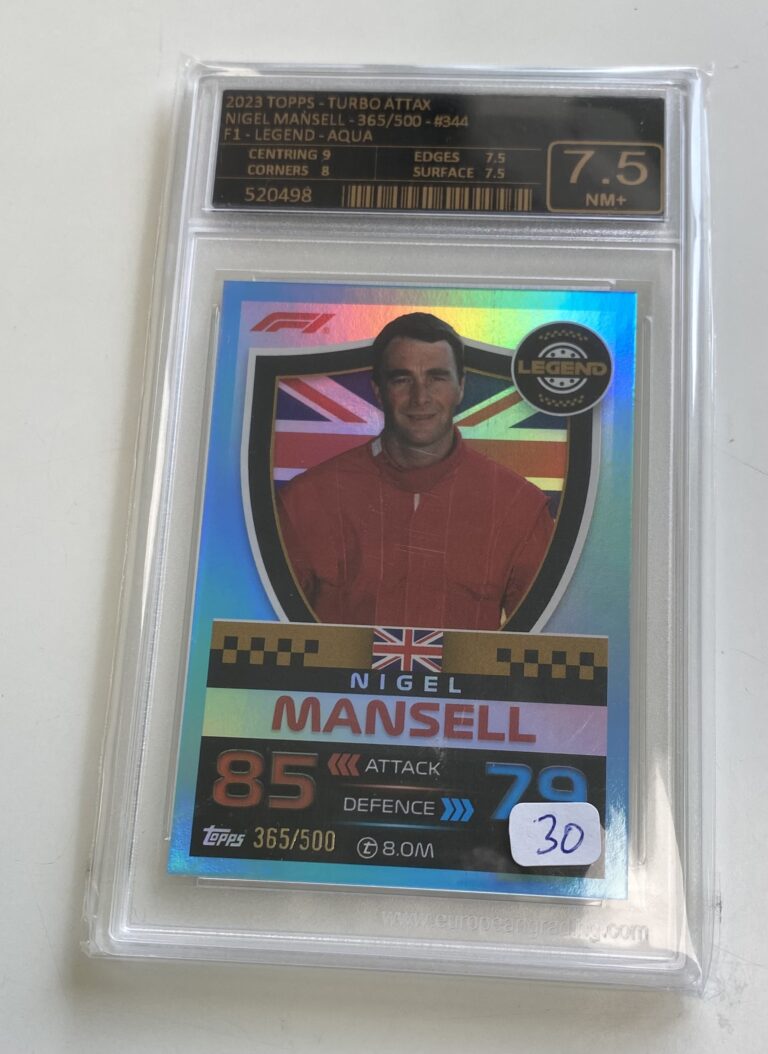 2023 TOPPS - TURBO ATTAX
NIGEL MANSELL - 365/500 - #344
F1 - LEGEND - AQUA
CENTRING 9 EDGES 7.5
CORNERS 8 SURFACE 7.5
520498
7.5
NM+
F1
LEGEND
NIGEL
MANSELL
85 ATTACK
DEFENCE 79
30
topps 365/500 t 8.0M
www.europeangrading.com